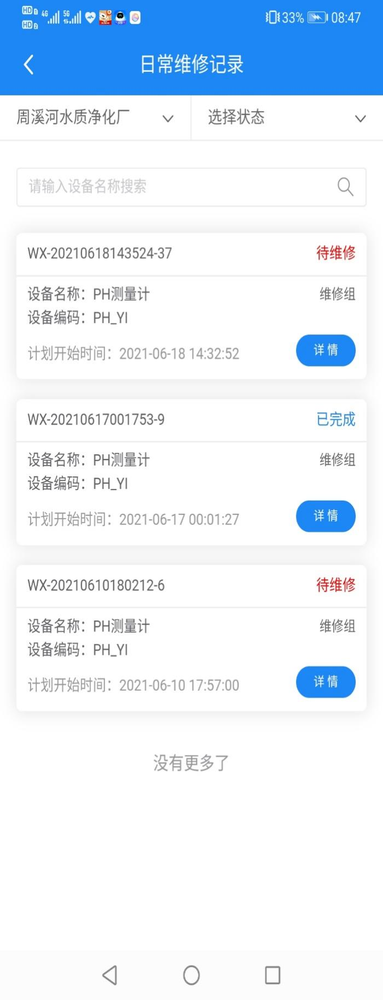 HD1 4G 5G 33% 08:47
HD2
日常维修记录
周溪河水质净化厂 选择状态
请输入设备名称搜索
WX-20210618143524-37 待维修
设备名称：PH测量计 维修组
设备编码：PH_YI
计划开始时间：2021-06-18 14:32:52 详情
WX-20210617001753-9 已完成
设备名称：PH测量计 维修组
设备编码：PH_YI
计划开始时间：2021-06-17 00:01:27 详情
WX-20210610180212-6 待维修
设备名称：PH测量计 维修组
设备编码：PH_YI
计划开始时间：2021-06-10 17:57:00 详情
没有更多了